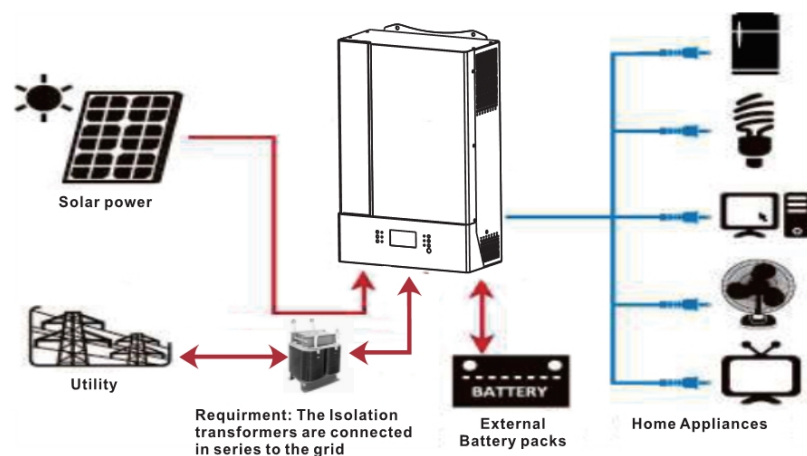 Solar power
Utility
Requirment: The Isolation
transformers are connected
in series to the grid
BATTERY
External
Battery packs
Home Appliances